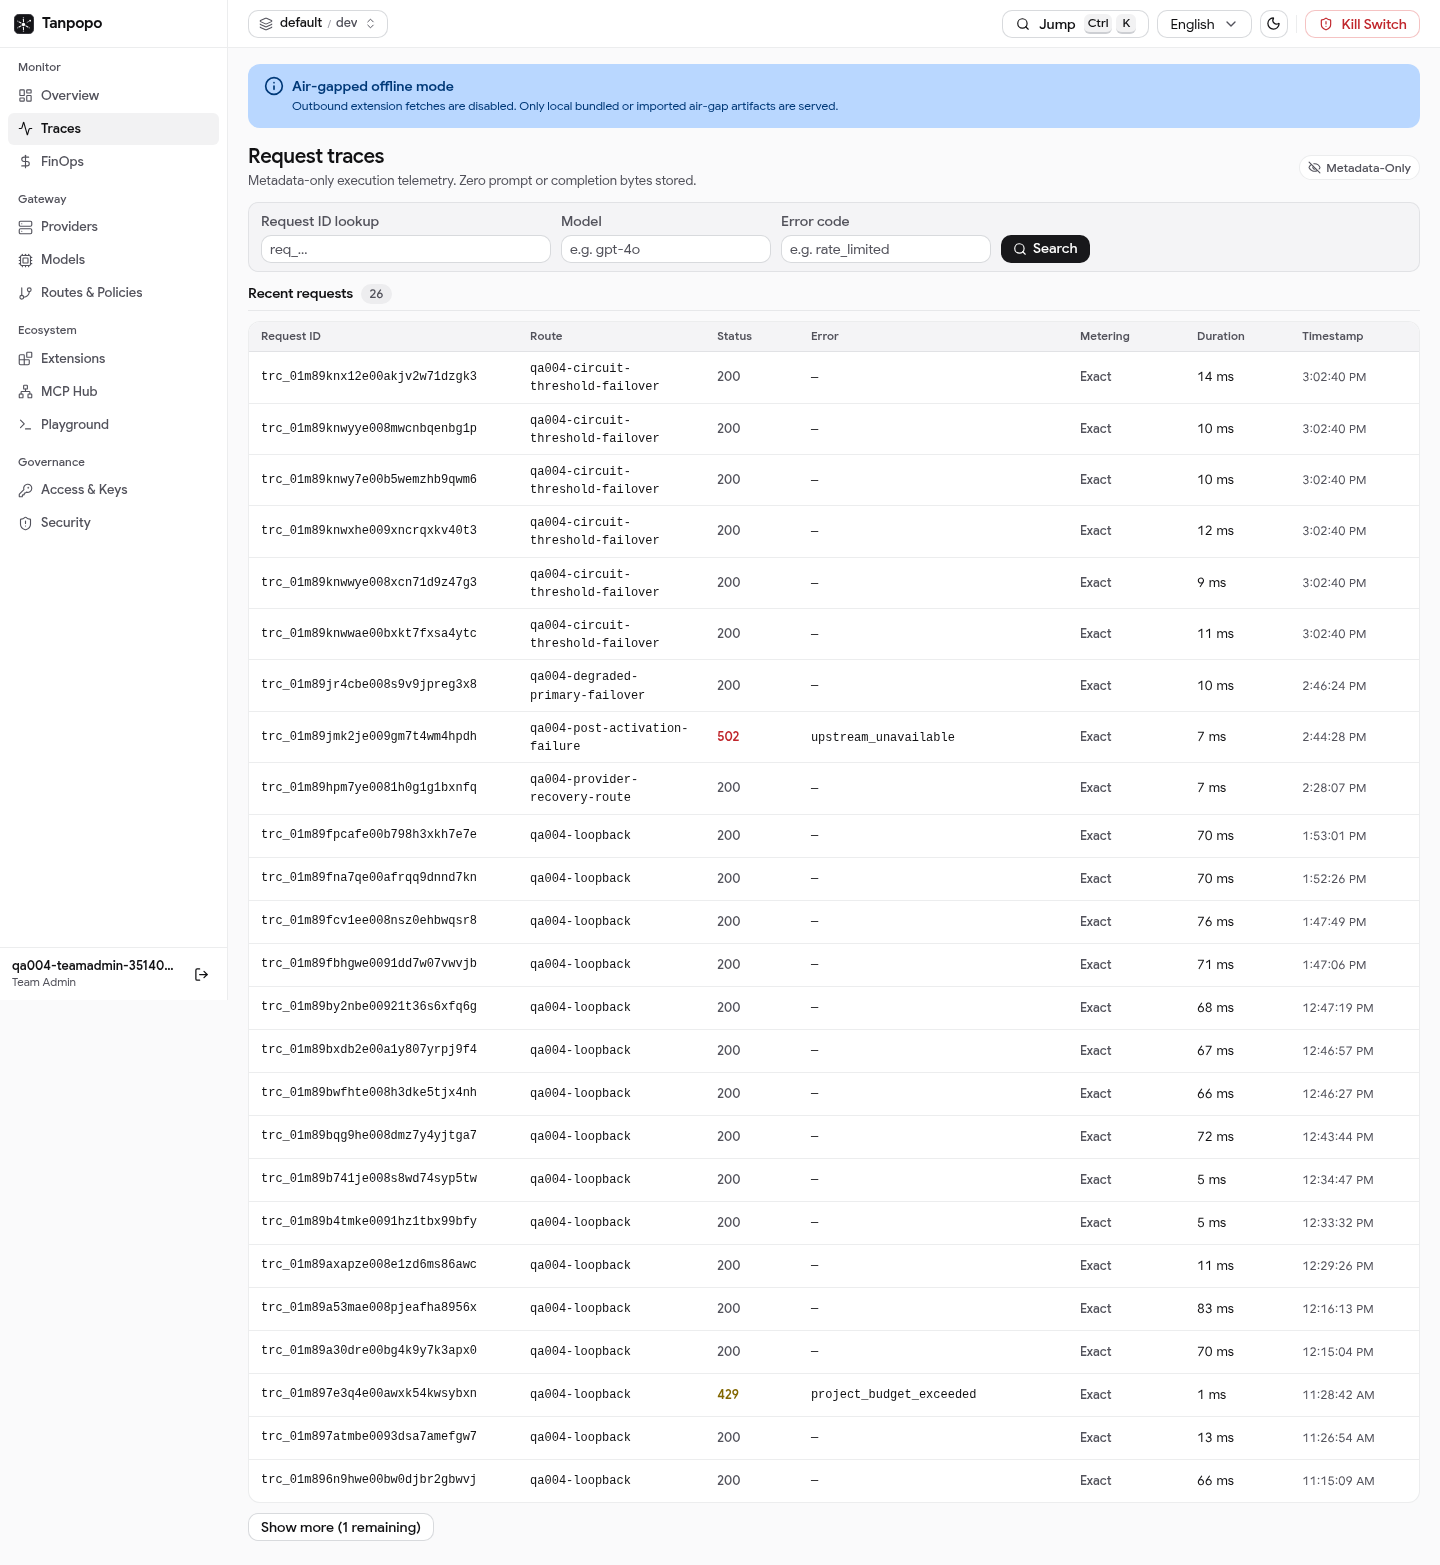 Tanpopo
default / dev
Jump Ctrl K
English
Kill Switch
Monitor
Overview
Traces
FinOps
Gateway
Providers
Models
Routes & Policies
Ecosystem
Extensions
MCP Hub
Playground
Governance
Access & Keys
Security
qa004-teamadmin-35140...
Team Admin
Air-gapped offline mode
Outbound extension fetches are disabled. Only local bundled or imported air-gap artifacts are served.
Request traces
Metadata-only execution telemetry. Zero prompt or completion bytes stored.
Metadata-Only
Request ID lookup Model Error code
req_... e.g. gpt-4o e.g. rate_limited Search
Recent requests 26
Request ID Route Status Error Metering Duration Timestamp
trc_01m89knx12e00akjv2w71dzgk3 qa004-circuit-threshold-failover 200 — Exact 14 ms 3:02:40 PM
trc_01m89knwyye008mwcnbqenbg1p qa004-circuit-threshold-failover 200 — Exact 10 ms 3:02:40 PM
trc_01m89knwy7e00b5wemzhb9qwm6 qa004-circuit-threshold-failover 200 — Exact 10 ms 3:02:40 PM
trc_01m89knwxhe009xncrqxkv40t3 qa004-circuit-threshold-failover 200 — Exact 12 ms 3:02:40 PM
trc_01m89knwwye008xcn71d9z47g3 qa004-circuit-threshold-failover 200 — Exact 9 ms 3:02:40 PM
trc_01m89knwwae00bxkt7fxsa4ytc qa004-circuit-threshold-failover 200 — Exact 11 ms 3:02:40 PM
trc_01m89jr4cbe008s9v9jpreg3x8 qa004-degraded-primary-failover 200 — Exact 10 ms 2:46:24 PM
trc_01m89jmk2je009gm7t4wm4hpdh qa004-post-activation-failure 502 upstream_unavailable Exact 7 ms 2:44:28 PM
trc_01m89hpm7ye0081h0g1g1bxnfq qa004-provider-recovery-route 200 — Exact 7 ms 2:28:07 PM
trc_01m89fpcafe00b798h3xkh7e7e qa004-loopback 200 — Exact 70 ms 1:53:01 PM
trc_01m89fna7qe00afrqq9dnnd7kn qa004-loopback 200 — Exact 70 ms 1:52:26 PM
trc_01m89fcv1ee008nsz0ehbwqsr8 qa004-loopback 200 — Exact 76 ms 1:47:49 PM
trc_01m89fbhgwe0091dd7w07vwvjb qa004-loopback 200 — Exact 71 ms 1:47:06 PM
trc_01m89by2nbe00921t36s6xfq6g qa004-loopback 200 — Exact 68 ms 12:47:19 PM
trc_01m89bxdb2e00a1y807yrpj9f4 qa004-loopback 200 — Exact 67 ms 12:46:57 PM
trc_01m89bwfhte008h3dke5tjx4nh qa004-loopback 200 — Exact 66 ms 12:46:27 PM
trc_01m89bqg9he008dmz7y4yjtga7 qa004-loopback 200 — Exact 72 ms 12:43:44 PM
trc_01m89b741je008s8wd74syp5tw qa004-loopback 200 — Exact 5 ms 12:34:47 PM
trc_01m89b4tmke0091hz1tbx99bfy qa004-loopback 200 — Exact 5 ms 12:33:32 PM
trc_01m89axapze008e1zd6ms86awc qa004-loopback 200 — Exact 11 ms 12:29:26 PM
trc_01m89a53mae008pjeafha8956x qa004-loopback 200 — Exact 83 ms 12:16:13 PM
trc_01m89a30dre00bg4k9y7k3apx0 qa004-loopback 200 — Exact 70 ms 12:15:04 PM
trc_01m897e3q4e00awxk54kwsybxn qa004-loopback 429 project_budget_exceeded Exact 1 ms 11:28:42 AM
trc_01m897atmbe0093dsa7amefgw7 qa004-loopback 200 — Exact 13 ms 11:26:54 AM
trc_01m896n9hwe00bw0djbr2gbwvj qa004-loopback 200 — Exact 66 ms 11:15:09 AM
Show more (1 remaining)